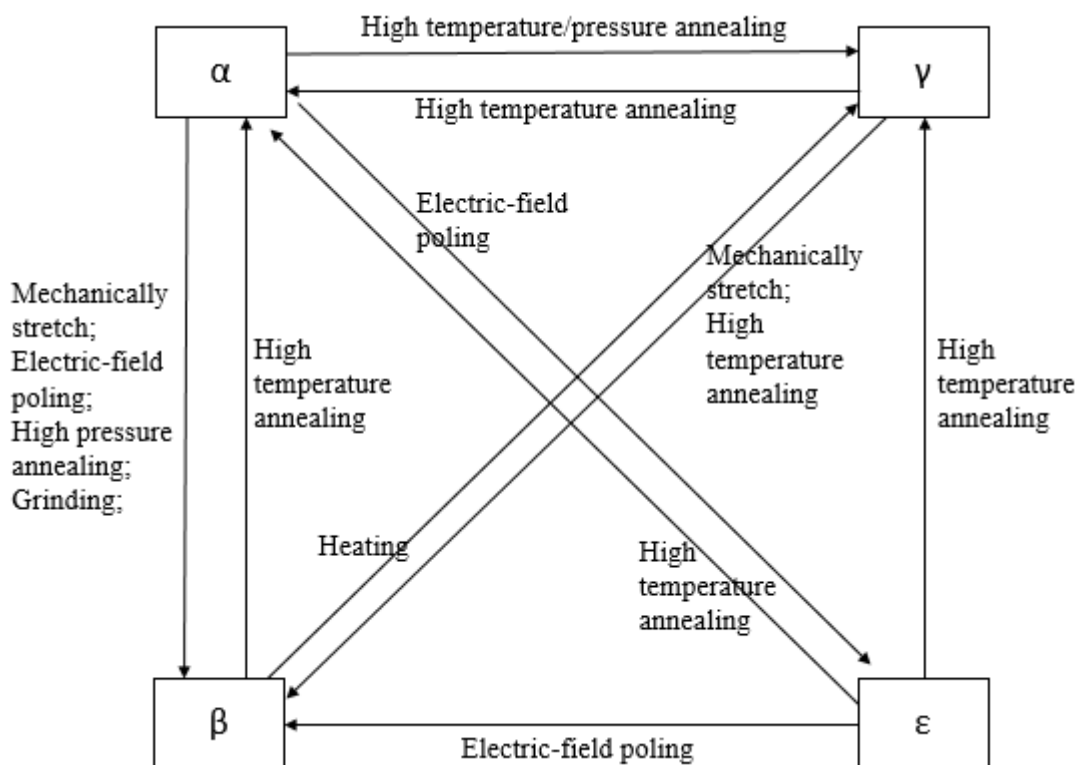 High temperature/pressure annealing
α
γ
High temperature annealing
Electric-field
poling
Mechanically
stretch;
High
temperature
annealing
Mechanically
stretch;
Electric-field
poling;
High pressure
annealing;
Grinding;
High
temperature
annealing
High
temperature
annealing
Heating
High
temperature
annealing
β
ε
Electric-field poling